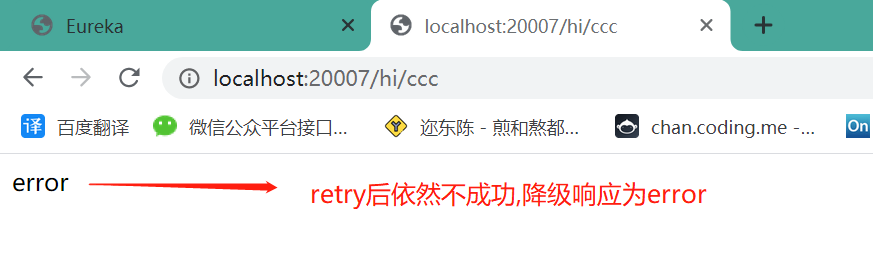 Eureka
localhost:20007/hi/ccc
localhost:20007/hi/ccc
译 百度翻译 微信公众平台接口... 迩东陈 - 煎和熬都... chan.coding.me -... On
error
retry后依然不成功,降级响应为error